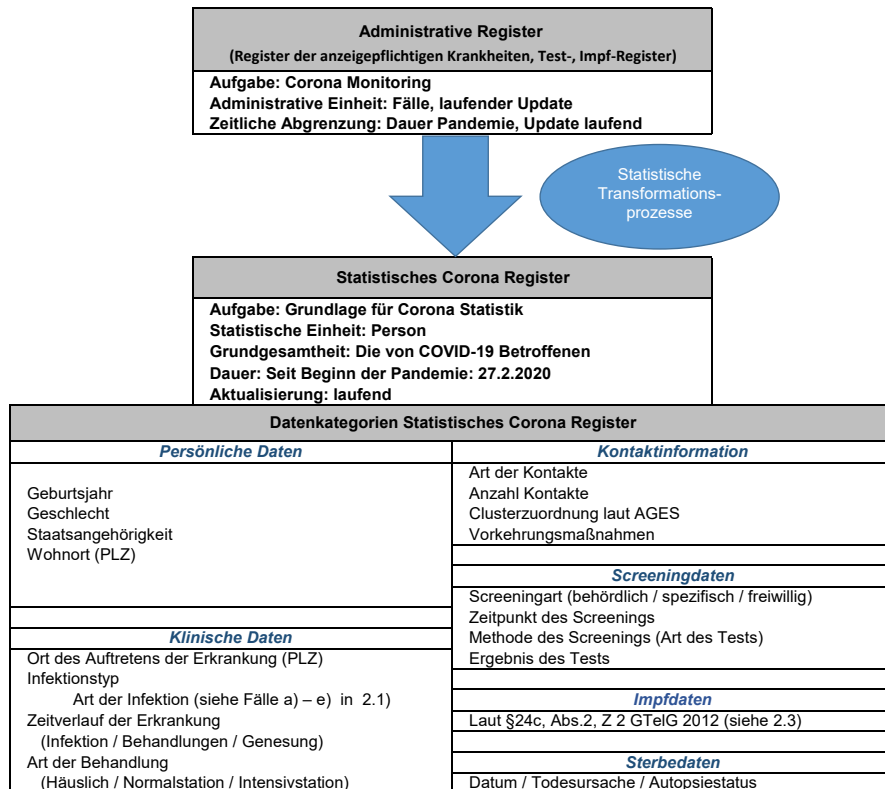 Administrative Register
(Register der anzeigepflichtigen Krankheiten, Test-, Impf-Register)
Aufgabe: Corona Monitoring
Administrative Einheit: Fälle, laufender Update
Zeitliche Abgrenzung: Dauer Pandemie, Update laufend
Statistische
Transformations-
prozesse
Statistisches Corona Register
Aufgabe: Grundlage für Corona Statistik
Statistische Einheit: Person
Grundgesamtheit: Die von COVID-19 Betroffenen
Dauer: Seit Beginn der Pandemie: 27.2.2020
Aktualisierung: laufend
Datenkategorien Statistisches Corona Register
Persönliche Daten
Geburtsjahr
Geschlecht
Staatsangehörigkeit
Wohnort (PLZ)
Klinische Daten
Ort des Auftretens der Erkrankung (PLZ)
Infektionstyp
Art der Infektion (siehe Fälle a) – e) in 2.1)
Zeitverlauf der Erkrankung
(Infektion / Behandlungen / Genesung)
Art der Behandlung
(Häuslich / Normalstation / Intensivstation)
Kontaktinformation
Art der Kontakte
Anzahl Kontakte
Clusterzuordnung laut AGES
Vorkehrungsmaßnahmen
Screeningdaten
Screeningart (behördlich / spezifisch / freiwillig)
Zeitpunkt des Screenings
Methode des Screenings (Art des Tests)
Ergebnis des Tests
Impfdaten
Laut §24c, Abs.2, Z 2 GTelG 2012 (siehe 2.3)
Sterbedaten
Datum / Todesursache / Autopsiestatus